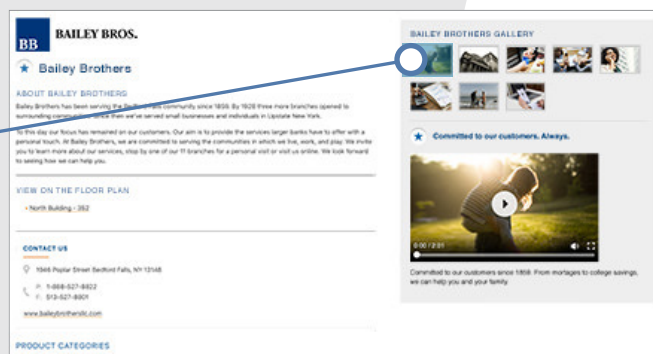 BB
BAILEY BROS.
Bailey Brothers
ABOUT BAILEY BROTHERS
Bailey Brothers has been serving the Bedford Falls community since 1859. By 1928 three more branches opened to
surrounding communities. Since then we've served small businesses and individuals in Upstate New York.
To this day our focus has remained on our customers. Our aim is to provide the services larger banks have to offer with a
personal touch. At Bailey Brothers, we are committed to serving the communities in which we live, work, and play. We invite
you to learn more about our services, stop by one of our 11 branches for a personal visit or visit us online. We look forward
to seeing how we can help you.
VIEW ON THE FLOOR PLAN
• North Building - 352
CONTACT US
1946 Poplar Street Bedford Falls, NY 12148
P: 1-868-527-8822
F: 513-527-8801
www.baileybrothersllc.com
PRODUCT CATEGORIES
BAILEY BROTHERS GALLERY
Committed to our customers. Always.
0:00 / 2:01
Committed to our customers since 1859. From mortages to college savings,
we can help you and your family.